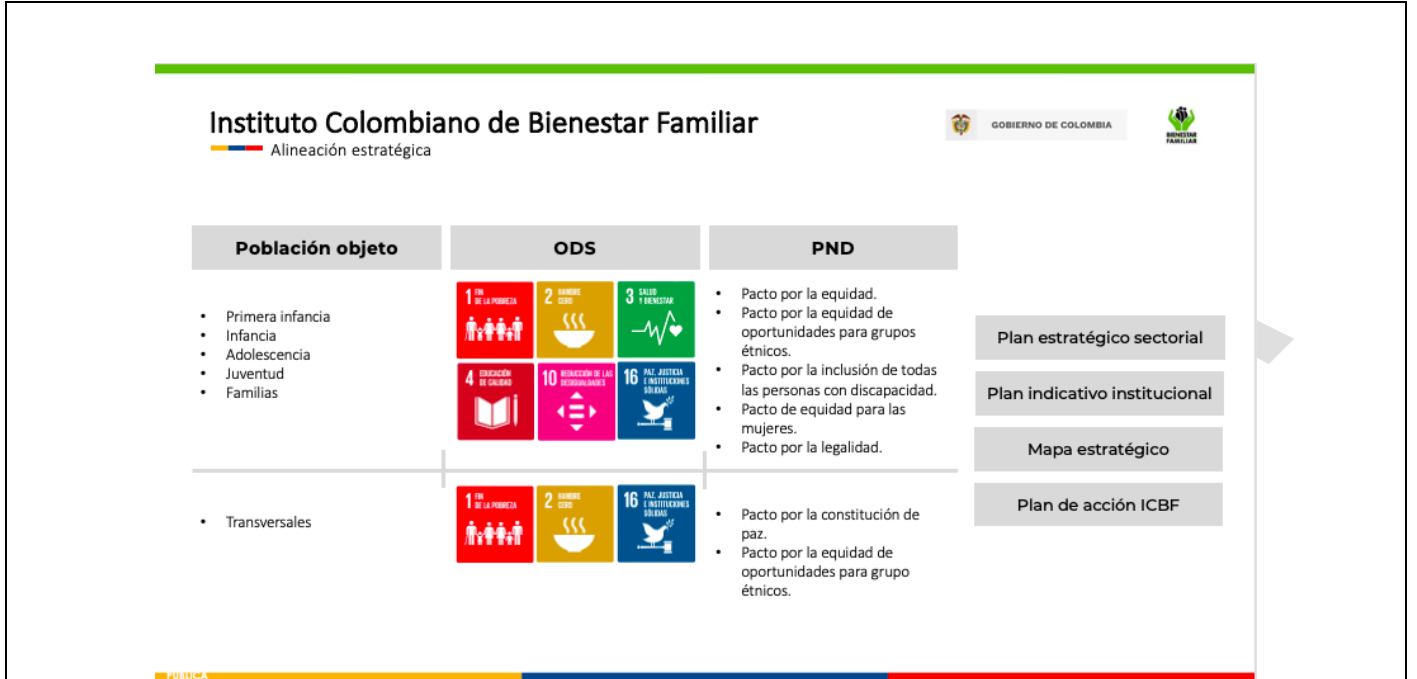 Instituto Colombiano de Bienestar Familiar
Alineación estratégica
GOBIERNO DE COLOMBIA
BIENESTAR
FAMILIAR
Población objeto
ODS
PND
• Primera infancia
• Infancia
• Adolescencia
• Juventud
• Familias
1 FIN
DE LA POBREZA
2 HAMBRE
CERO
3 SALUD
Y BIENESTAR
4 EDUCACIÓN
DE CALIDAD
10 REDUCCIÓN DE LAS
DESIGUALDADES
16 PAZ, JUSTICIA
E INSTITUCIONES
SÓLIDAS
• Pacto por la equidad.
• Pacto por la equidad de
oportunidades para grupos
étnicos.
• Pacto por la inclusión de todas
las personas con discapacidad.
• Pacto de equidad para las
mujeres.
• Pacto por la legalidad.
• Transversales
1 FIN
DE LA POBREZA
2 HAMBRE
CERO
16 PAZ, JUSTICIA
E INSTITUCIONES
SÓLIDAS
• Pacto por la constitución de
paz.
• Pacto por la equidad de
oportunidades para grupo
étnicos.
Plan estratégico sectorial
Plan indicativo institucional
Mapa estratégico
Plan de acción ICBF
PÚBLICA